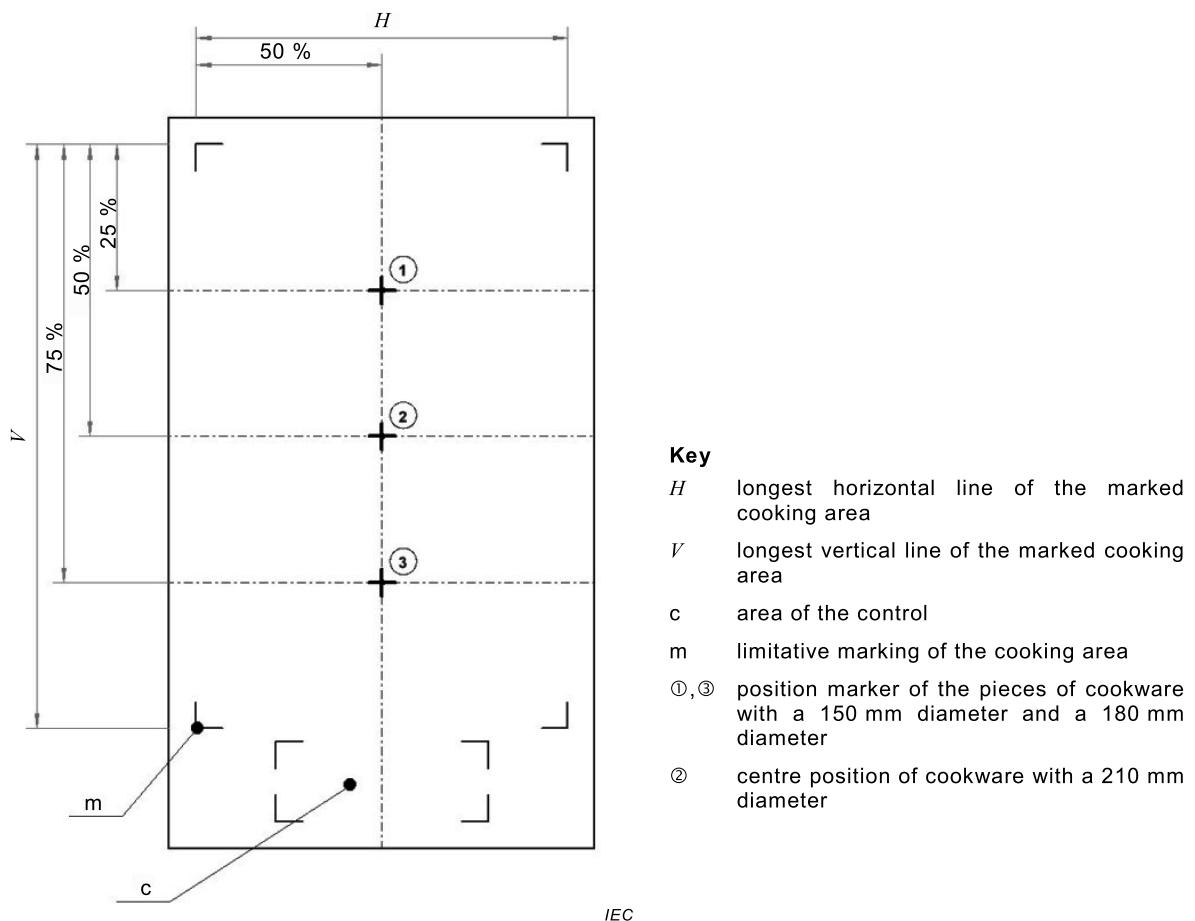 H
50 %
25 %
50 %
75 %
V
1
2
3
m
c
Key
H longest horizontal line of the marked
cooking area
V longest vertical line of the marked cooking
area
c area of the control
m limitative marking of the cooking area
①,③ position marker of the pieces of cookware
with a 150 mm diameter and a 180 mm
diameter
② centre position of cookware with a 210 mm
diameter
IEC